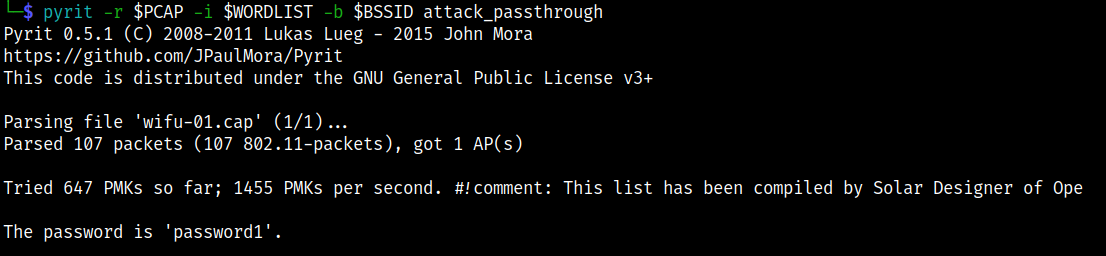 └─$ pyrit -r $PCAP -i $WORDLIST -b $BSSID attack_passthrough
Pyrit 0.5.1 (C) 2008-2011 Lukas Lueg - 2015 John Mora
https://github.com/JPaulMora/Pyrit
This code is distributed under the GNU General Public License v3+
Parsing file 'wifu-01.cap' (1/1)...
Parsed 107 packets (107 802.11-packets), got 1 AP(s)
Tried 647 PMKs so far; 1455 PMKs per second. #!comment: This list has been compiled by Solar Designer of Ope
The password is 'password1'.